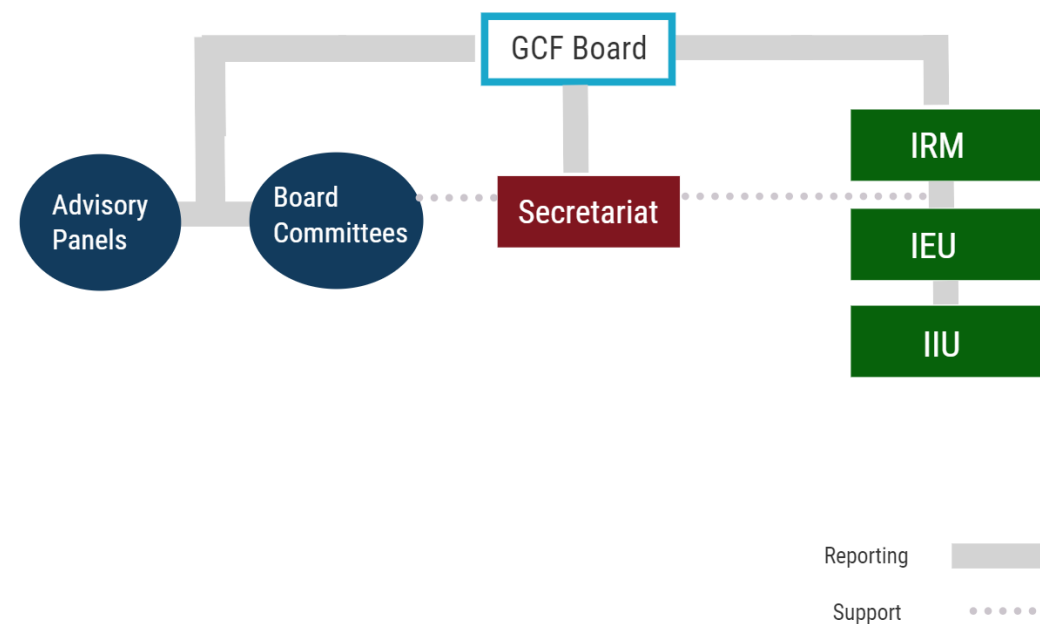 GCF Board
IRM
Advisory
Panels
Board
Committees
Secretariat
IEU
IIU
Reporting
Support